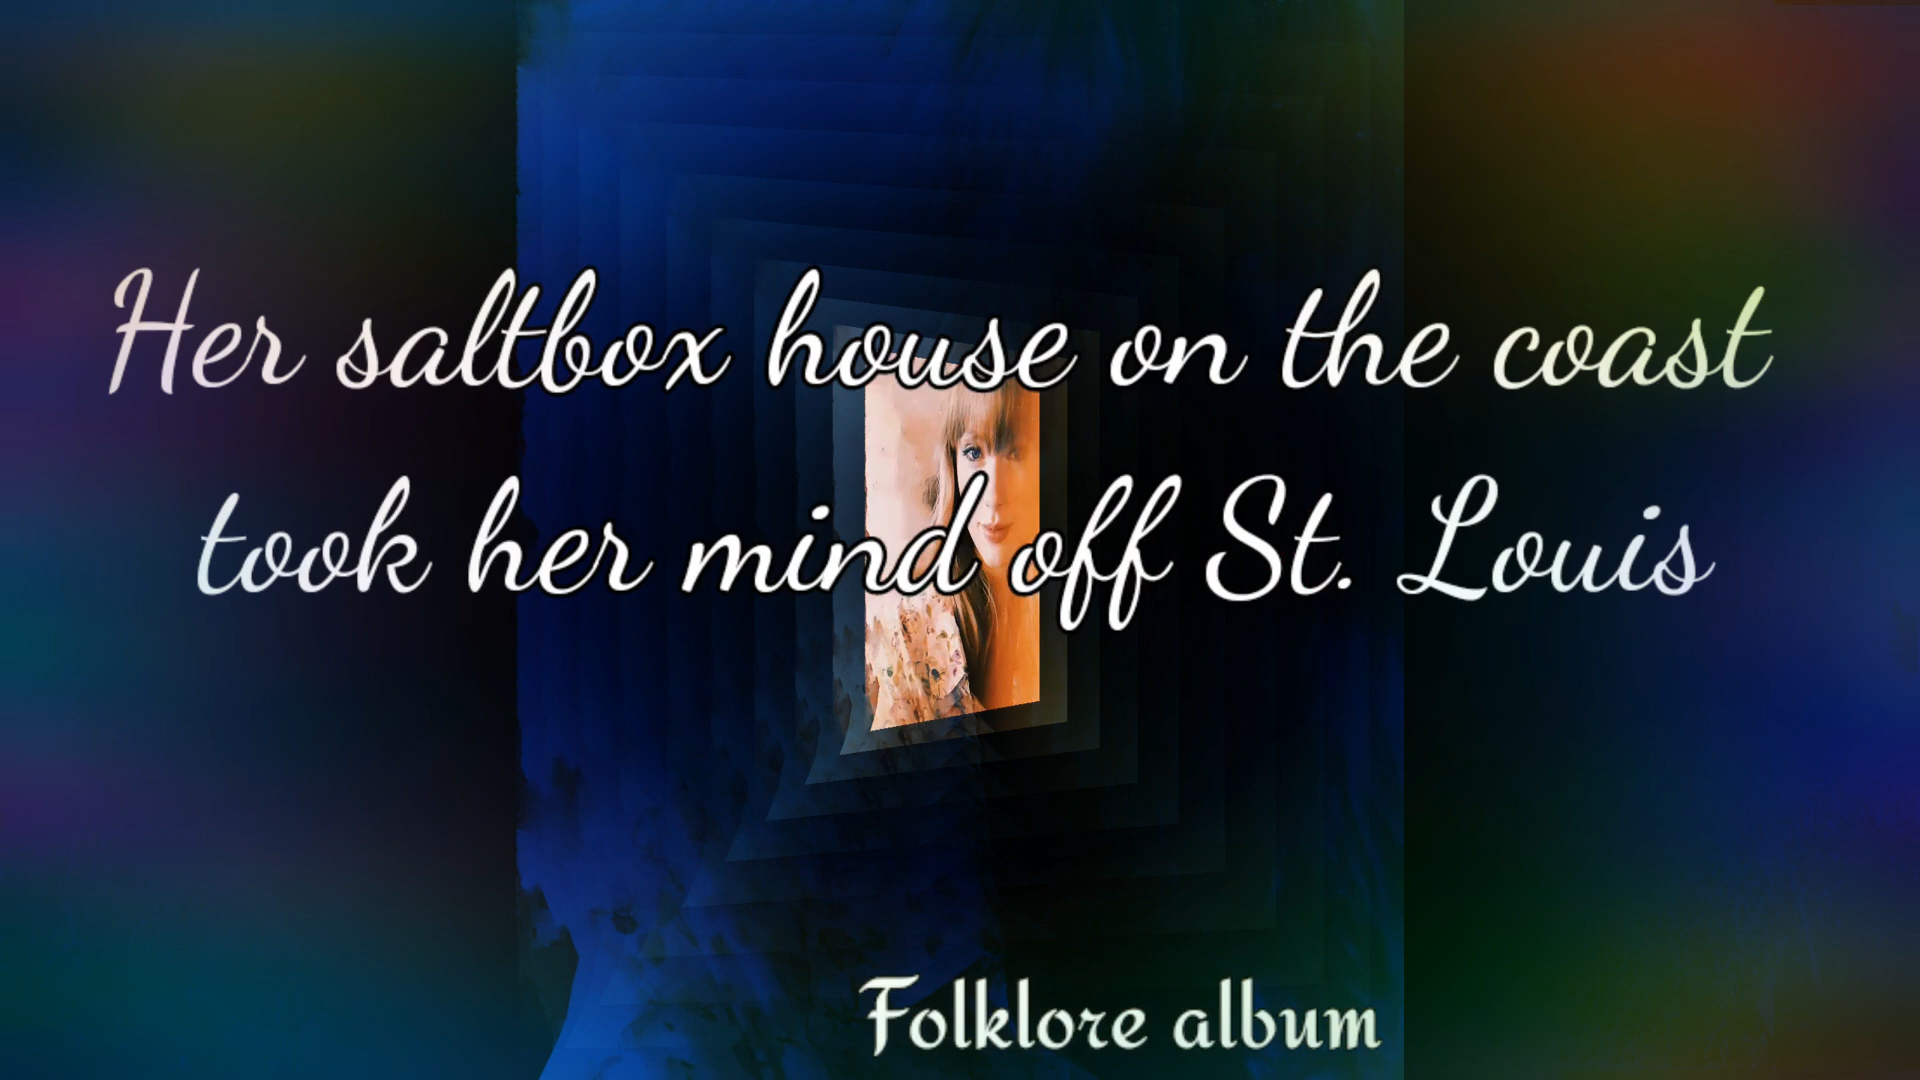 Her saltbox house on the coast
took her mind off St. Louis
Folklore album